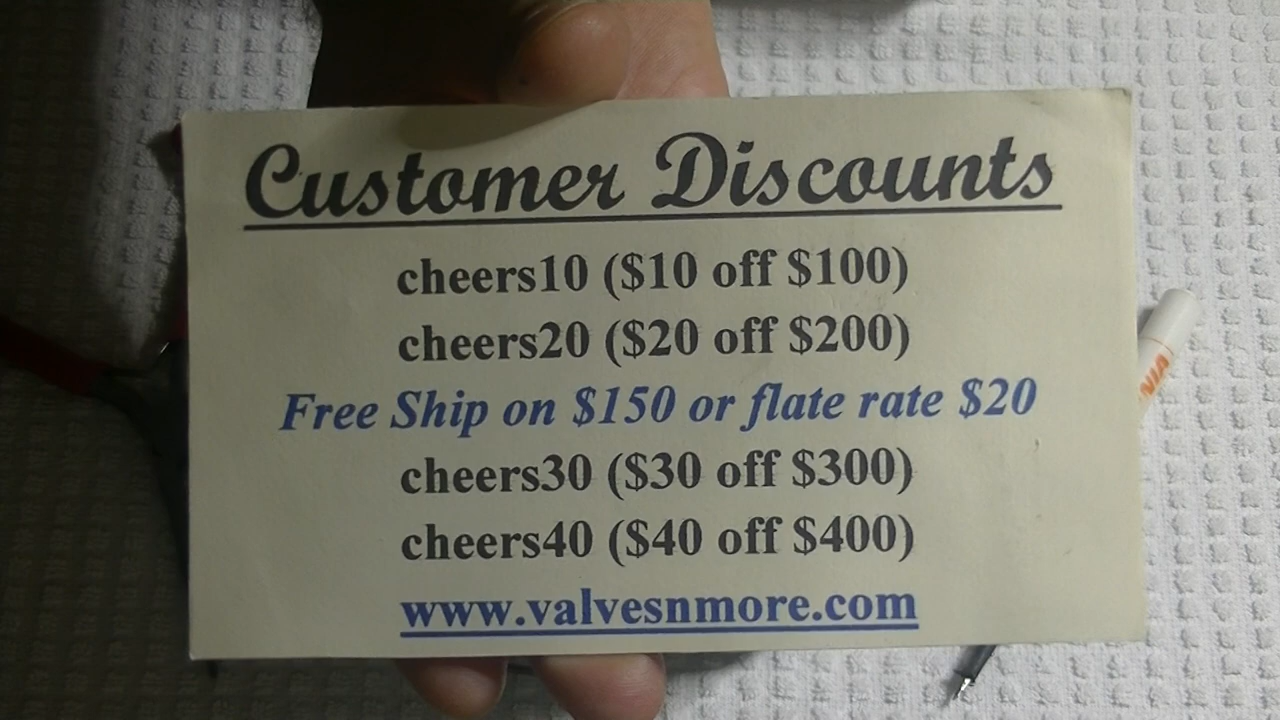 Customer Discounts
cheers10 ($10 off $100)
cheers20 ($20 off $200)
Free Ship on $150 or flate rate $20
cheers30 ($30 off $300)
cheers40 ($40 off $400)
www.valvesnmore.com